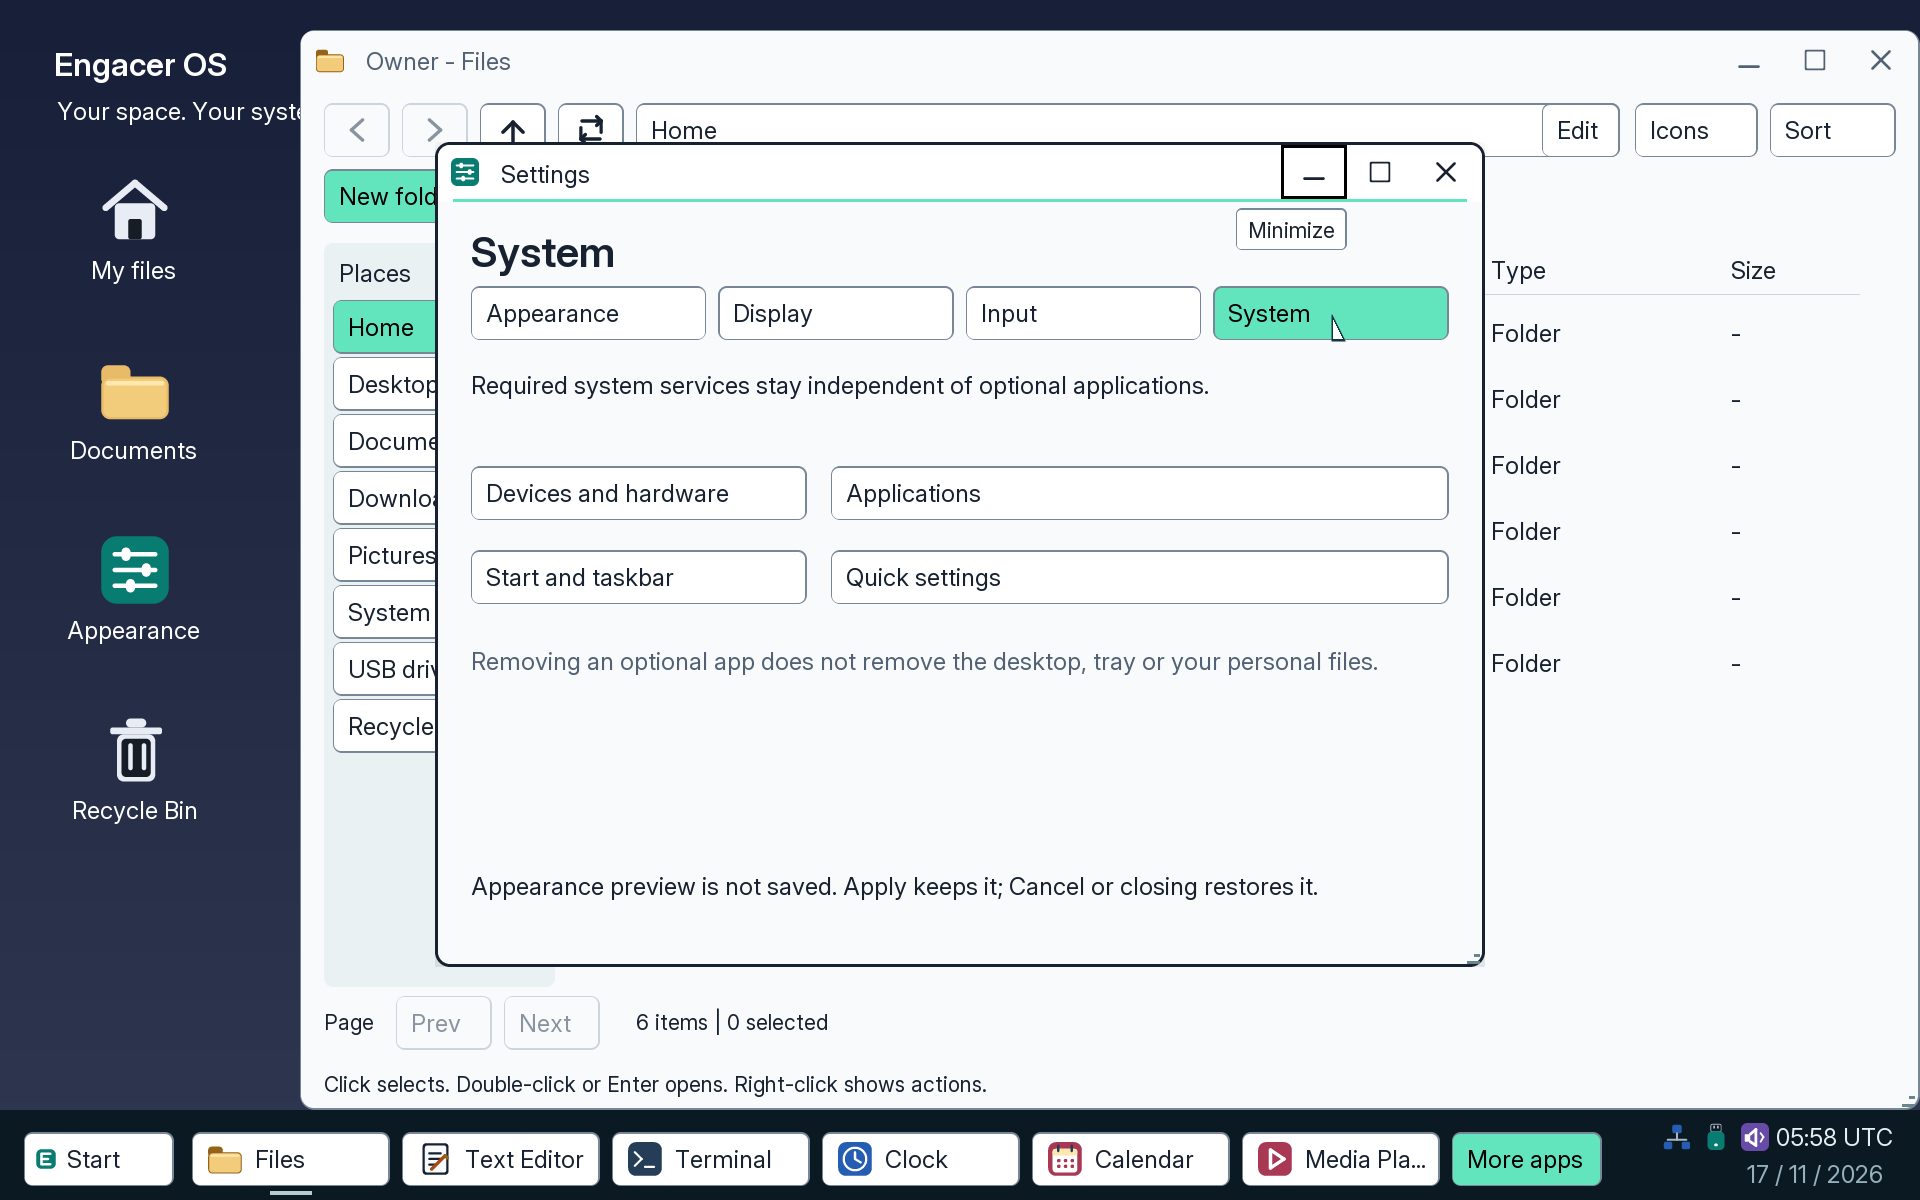 Engacer OS
Your space. Your syste
My files
Documents
Appearance
Recycle Bin
Owner - Files
Home
Edit
Icons
Sort
New fold
Places
Home
Desktop
Docume
Downloa
Pictures
System
USB driv
Recycle
Type
Size
Folder -
Folder -
Folder -
Folder -
Folder -
Folder -
Settings
Minimize
System
Appearance
Display
Input
System
Required system services stay independent of optional applications.
Devices and hardware
Applications
Start and taskbar
Quick settings
Removing an optional app does not remove the desktop, tray or your personal files.
Appearance preview is not saved. Apply keeps it; Cancel or closing restores it.
Page
Prev
Next
6 items | 0 selected
Click selects. Double-click or Enter opens. Right-click shows actions.
E Start
Files
Text Editor
Terminal
Clock
Calendar
Media Pla...
More apps
05:58 UTC
17 / 11 / 2026